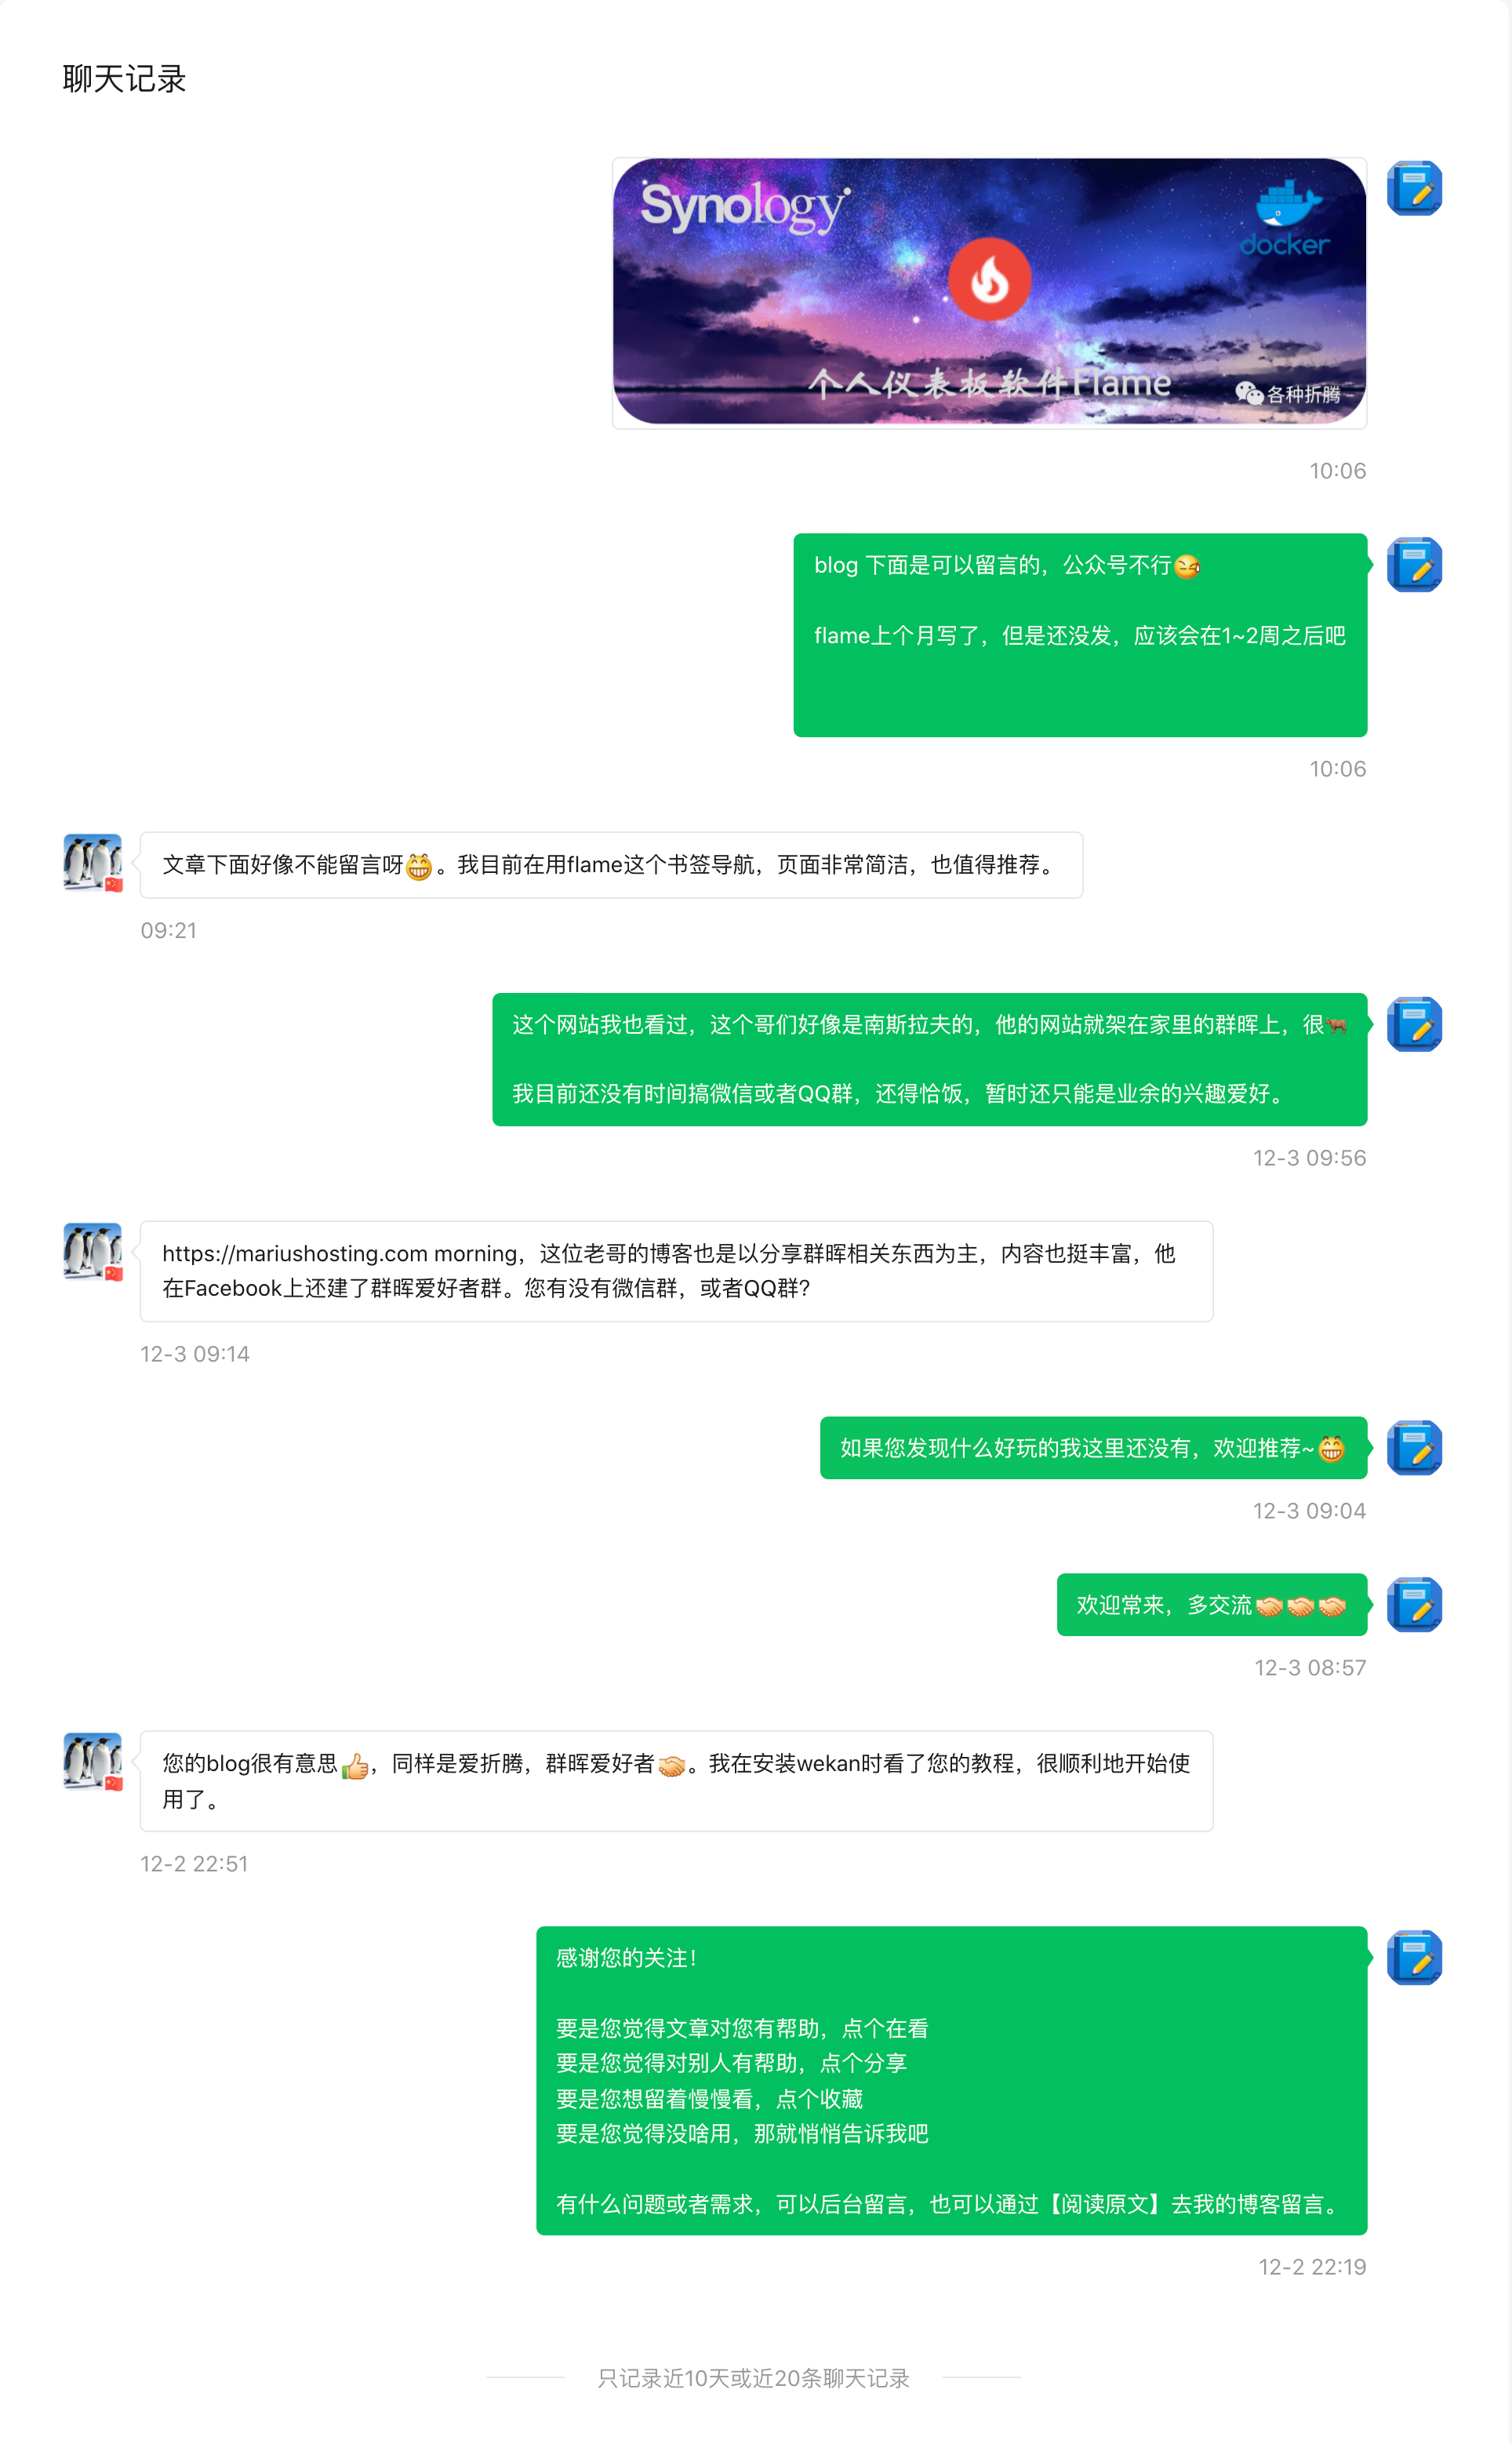 聊天记录
Synology
docker
个人仪表板软件Flame
各种折腾
10:06
blog 下面是可以留言的，公众号不行😂
flame上个月写了，但是还没发，应该会在1~2周之后吧
10:06
文章下面好像不能留言呀😁。我目前在用flame这个书签导航，页面非常简洁，也值得推荐。
09:21
这个网站我也看过，这个哥们好像是南斯拉夫的，他的网站就架在家里的群晖上，很🐂
我目前还没有时间搞微信或者QQ群，还得恰饭，暂时还只能是业余的兴趣爱好。
12-3 09:56
https://mariushosting.com morning，这位老哥的博客也是以分享群晖相关东西为主，内容也挺丰富，他
在Facebook上还建了群晖爱好者群。您有没有微信群，或者QQ群?
12-3 09:14
如果您发现什么好玩的我这里还没有，欢迎推荐~😁
12-3 09:04
欢迎常来，多交流🤝🤝🤝
12-3 08:57
您的blog很有意思👍，同样是爱折腾，群晖爱好者🤝。我在安装wekan时看了您的教程，很顺利地开始使
用了。
12-2 22:51
感谢您的关注！
要是您觉得文章对您有帮助，点个在看
要是您觉得对别人有帮助，点个分享
要是您想留着慢慢看，点个收藏
要是您觉得没啥用，那就悄悄告诉我吧
有什么问题或者需求，可以后台留言，也可以通过【阅读原文】去我的博客留言。
12-2 22:19
只记录近10天或近20条聊天记录